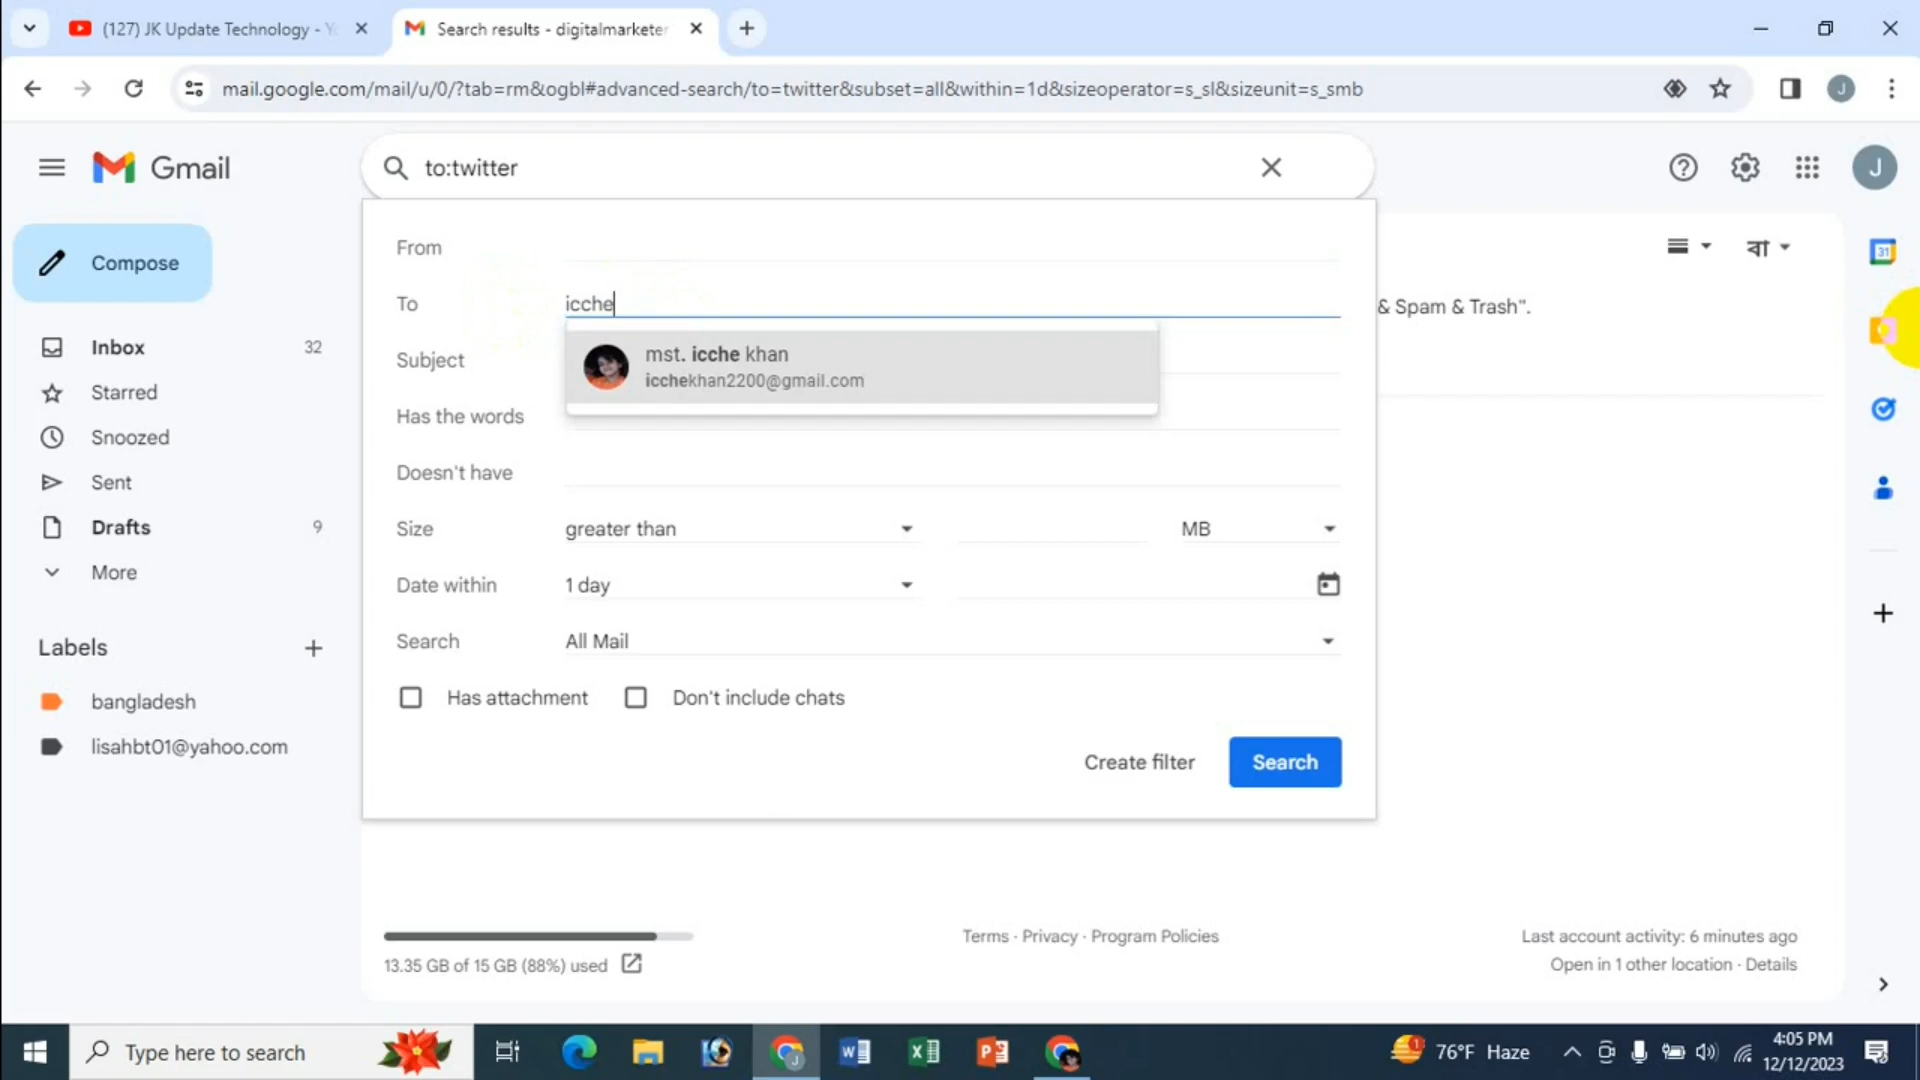 (127) JK Update Technology - Y
Search results - digitalmarketer
mail.google.com/mail/u/0/?tab=rm&ogbl#advanced-search/to=twitter&subset=all&within=1d&sizeoperator=s_sl&sizeunit=s_smb
J
Gmail
to:twitter
J
Compose
From
বা
31
To
icche
& Spam & Trash".
Inbox 32
mst. icche khan
icchekhan2200@gmail.com
Subject
Starred
Has the words
Snoozed
Doesn't have
Sent
Size greater than MB
Drafts 9
Date within 1 day
More
Search All Mail
Labels
Has attachment Don't include chats
bangladesh
lisahbt01@yahoo.com
Create filter Search
13.35 GB of 15 GB (88%) used
Terms · Privacy · Program Policies
Last account activity: 6 minutes ago
Open in 1 other location · Details
Type here to search
76°F Haze
4:05 PM
12/12/2023